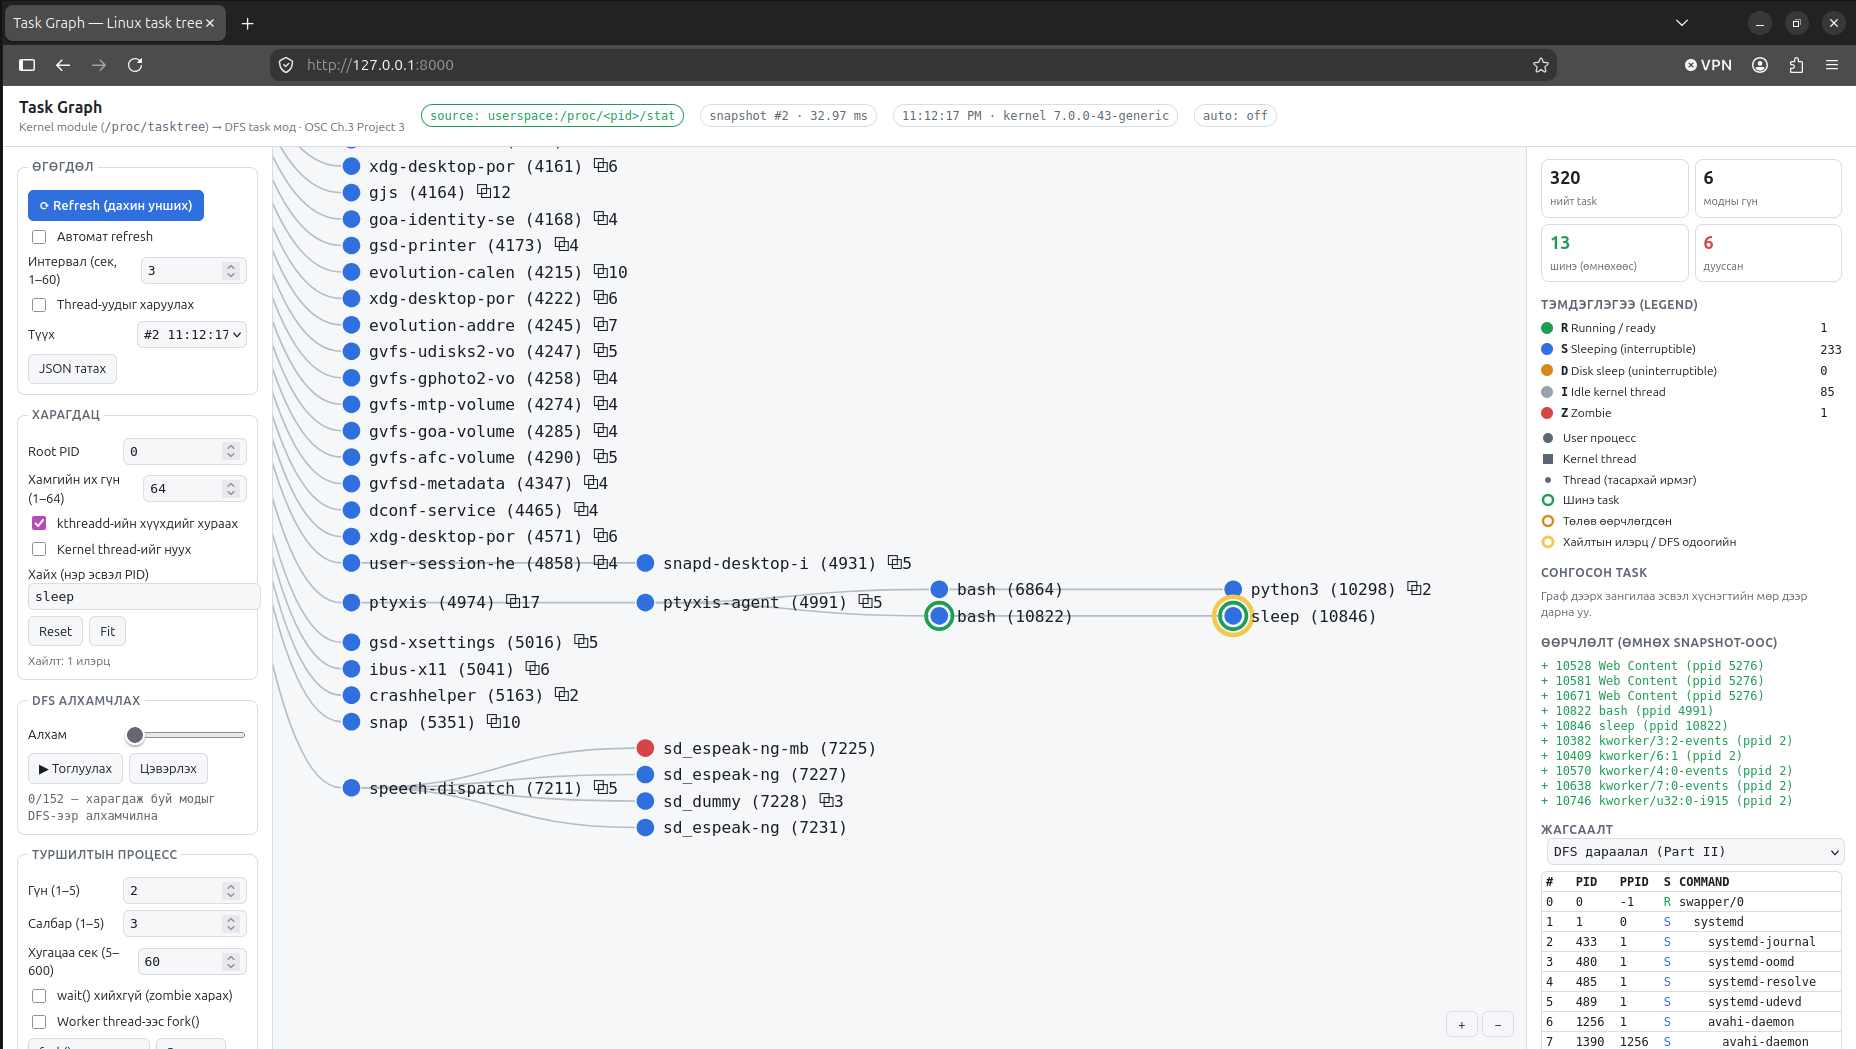 Task Graph — Linux task tree
http://127.0.0.1:8000
VPN
Task Graph
Kernel module (/proc/tasktree) → DFS task мод · OSC Ch.3 Project 3
source: userspace:/proc/<pid>/stat
snapshot #2 · 32.97 ms
11:12:17 PM · kernel 7.0.0-43-generic
auto: off
ӨГӨГДӨЛ
⟳ Refresh (дахин унших)
Автомат refresh
Интервал (сек, 1–60)
3
Thread-уудыг харуулах
Түүх
#2 11:12:17
JSON татах
ХАРАГДАЦ
Root PID
0
Хамгийн их гүн (1–64)
64
kthreadd-ийн хүүхдийг хураах
Kernel thread-ийг нуух
Хайх (нэр эсвэл PID)
sleep
Reset
Fit
Хайлт: 1 илэрц
DFS АЛХАМЧЛАХ
Алхам
▶ Тоглуулах
Цэвэрлэх
0/152 — харагдаж буй модыг
DFS-ээр алхамчилна
ТУРШИЛТЫН ПРОЦЕСС
Гүн (1–5)
2
Салбар (1–5)
3
Хугацаа сек (5–600)
60
wait() хийхгүй (zombie харах)
Worker thread-ээс fork()
xdg-desktop-por (4161) 6
gjs (4164) 12
goa-identity-se (4168) 4
gsd-printer (4173) 4
evolution-calen (4215) 10
xdg-desktop-por (4222) 6
evolution-addre (4245) 7
gvfs-udisks2-vo (4247) 5
gvfs-gphoto2-vo (4258) 4
gvfs-mtp-volume (4274) 4
gvfs-goa-volume (4285) 4
gvfs-afc-volume (4290) 5
gvfsd-metadata (4347) 4
dconf-service (4465) 4
xdg-desktop-por (4571) 6
user-session-he (4858) 4
snapd-desktop-i (4931) 5
bash (6864)
python3 (10298) 2
ptyxis (4974) 17
ptyxis-agent (4991) 5
bash (10822)
sleep (10846)
gsd-xsettings (5016) 5
ibus-x11 (5041) 6
crashhelper (5163) 2
snap (5351) 10
sd_espeak-ng-mb (7225)
sd_espeak-ng (7227)
speech-dispatch (7211) 5
sd_dummy (7228) 3
sd_espeak-ng (7231)
+
−
320
нийт task
6
модны гүн
13
шинэ (өмнөхөөс)
6
дууссан
ТЭМДЭГЛЭГЭЭ (LEGEND)
R Running / ready 1
S Sleeping (interruptible) 233
D Disk sleep (uninterruptible) 0
I Idle kernel thread 85
Z Zombie 1
User процесс
Kernel thread
Thread (тасархай ирмэг)
Шинэ task
Төлөв өөрчлөгдсөн
Хайлтын илэрц / DFS одоогийн
СОНГОСОН TASK
Граф дээрх зангилаа эсвэл хүснэгтийн мөр дээр
дарна уу.
ӨӨРЧЛӨЛТ (ӨМНӨХ SNAPSHOT-ООС)
+ 10528 Web Content (ppid 5276)
+ 10581 Web Content (ppid 5276)
+ 10671 Web Content (ppid 5276)
+ 10822 bash (ppid 4991)
+ 10846 sleep (ppid 10822)
+ 10382 kworker/3:2-events (ppid 2)
+ 10409 kworker/6:1 (ppid 2)
+ 10570 kworker/4:0-events (ppid 2)
+ 10638 kworker/7:0-events (ppid 2)
+ 10746 kworker/u32:0-i915 (ppid 2)
ЖАГСААЛТ
DFS дараалал (Part II)
# PID PPID S COMMAND
0 0 -1 R swapper/0
1 1 0 S systemd
2 433 1 S systemd-journal
3 480 1 S systemd-oomd
4 485 1 S systemd-resolve
5 489 1 S systemd-udevd
6 1256 1 S avahi-daemon
7 1390 1256 S avahi-daemon